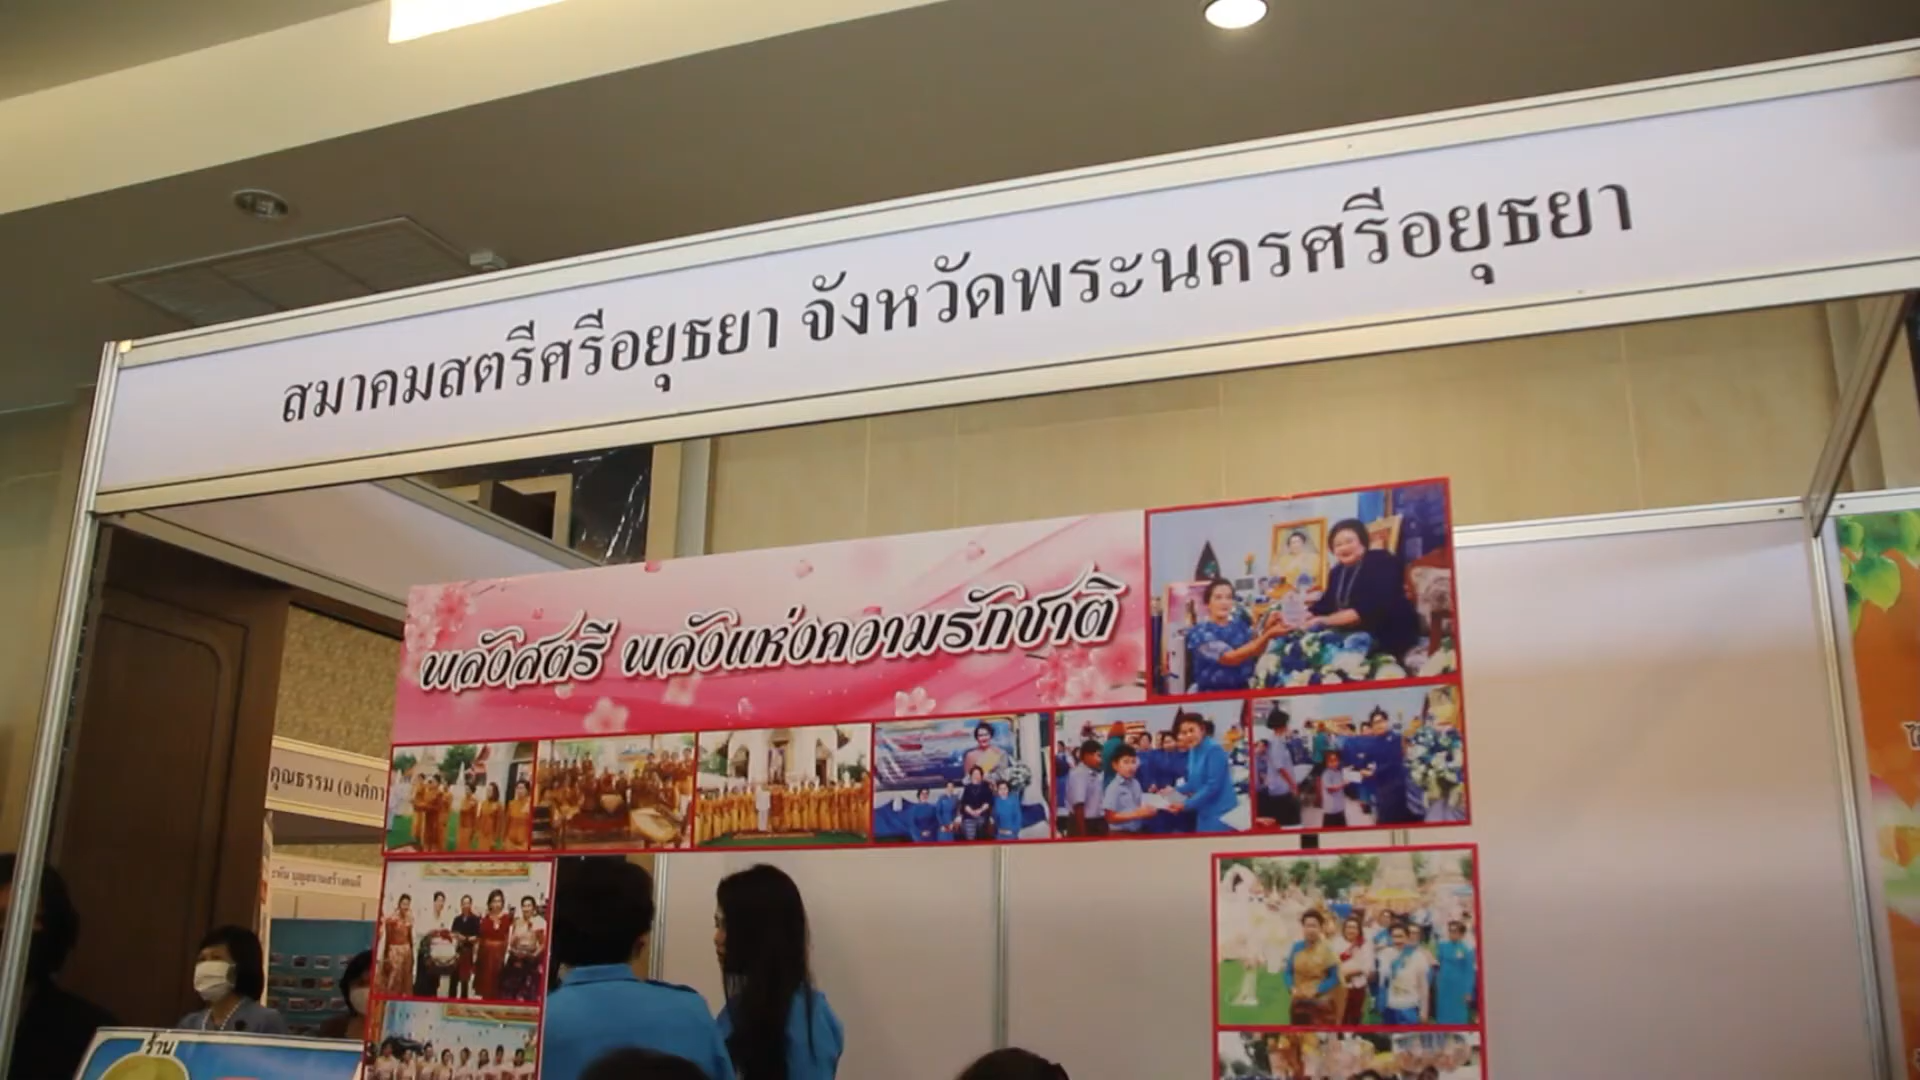 สมาคมสตรีศรีอยุธยา จังหวัดพระนครศรีอยุธยา
พลังสตรี พลังแห่งความรักชาติ
คุณธรรม (องค์กา
ร้าน